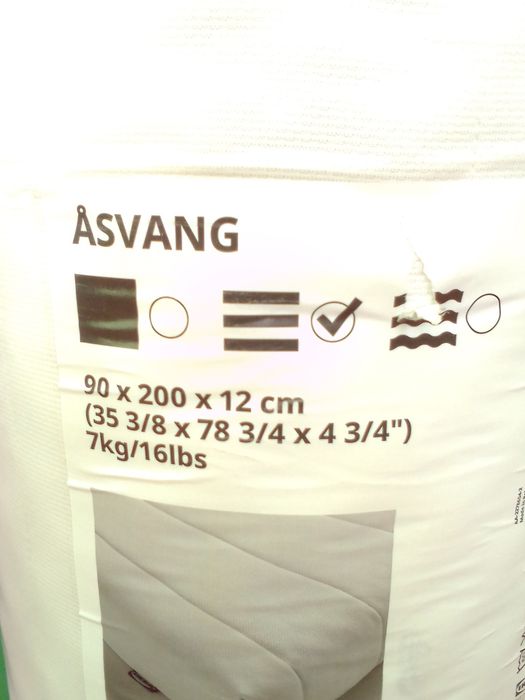 ÅSVANG
90 x 200 x 12 cm
(35 3/8 x 78 3/4 x 4 3/4")
7kg/16lbs